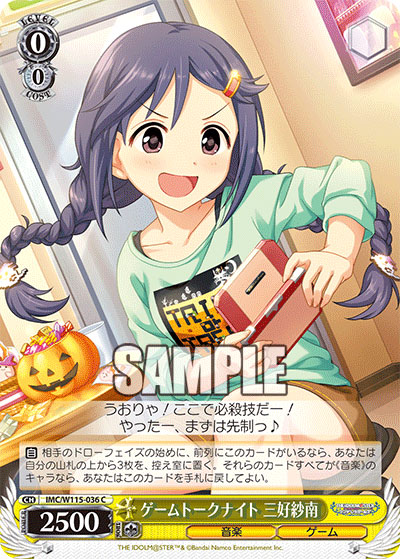 LEVEL
0
0
COST
TRICK
OR
TREAT
SAMPLE
うおりゃ!ここで必殺技だー!
やったー、まずは先制っ♪
自 相手のドローフェイズの始めに、前列にこのカードがいるなら、あなたは
自分の山札の上から3枚を、控え室に置く。それらのカードすべてが《音楽》の
キャラなら、あなたはこのカードを手札に戻してよい。
CH IMC/W115-036 C
2500
ゲームトークナイト 三好紗南
音楽 ゲーム
THE IDOLM@STER™& ©Bandai Namco Entertainment Inc.